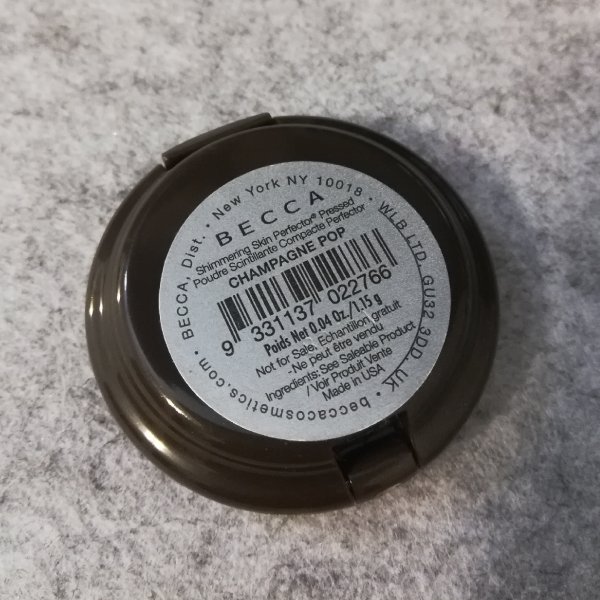 BECCA, Dist. • New York NY 10018 • WLB LTD. GU32 3DD, UK • beccacosmetics.com •
BECCA
Shimmering Skin Perfector® Pressed
Poudre Scintillante Compacte Perfector
CHAMPAGNE POP
9 331137 022766
Poids Net 0.04 Oz./1.15 g
Not for Sale. Echantillon gratuit
-Ne peut être vendu
Ingredients: See Saleable Product
/ Voir Produit Vente
Made in USA